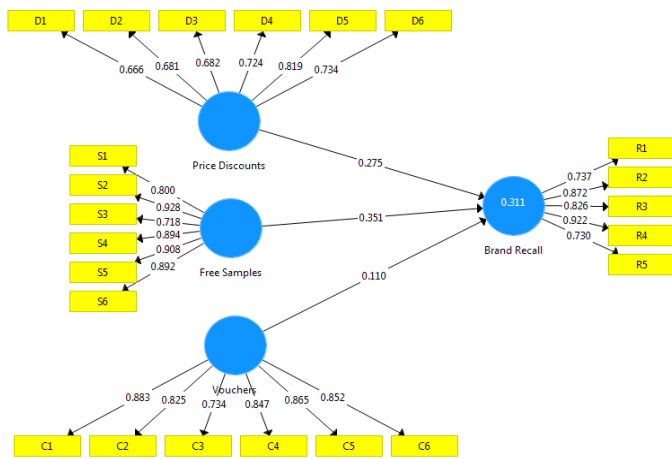 D1 D2 D3 D4 D5 D6
0.666 0.681 0.682 0.724 0.819 0.734
Price Discounts
S1
S2
S3
S4
S5
S6
0.800
0.928
0.718
0.894
0.908
0.892
Free Samples
0.275
0.351
0.110
0.311
Brand Recall
0.737
0.872
0.826
0.922
0.730
R1
R2
R3
R4
R5
Vouchers
0.883 0.825 0.734 0.847 0.865 0.852
C1 C2 C3 C4 C5 C6